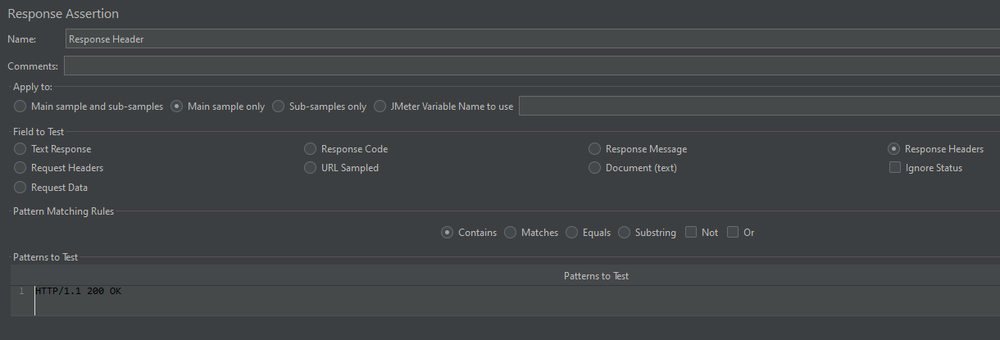 Response Assertion
Name: Response Header
Comments:
Apply to:
Main sample and sub-samples Main sample only Sub-samples only JMeter Variable Name to use
Field to Test
Text Response Response Code Response Message Response Headers
Request Headers URL Sampled Document (text) Ignore Status
Request Data
Pattern Matching Rules
Contains Matches Equals Substring Not Or
Patterns to Test
Patterns to Test
1 HTTP/1.1 200 OK